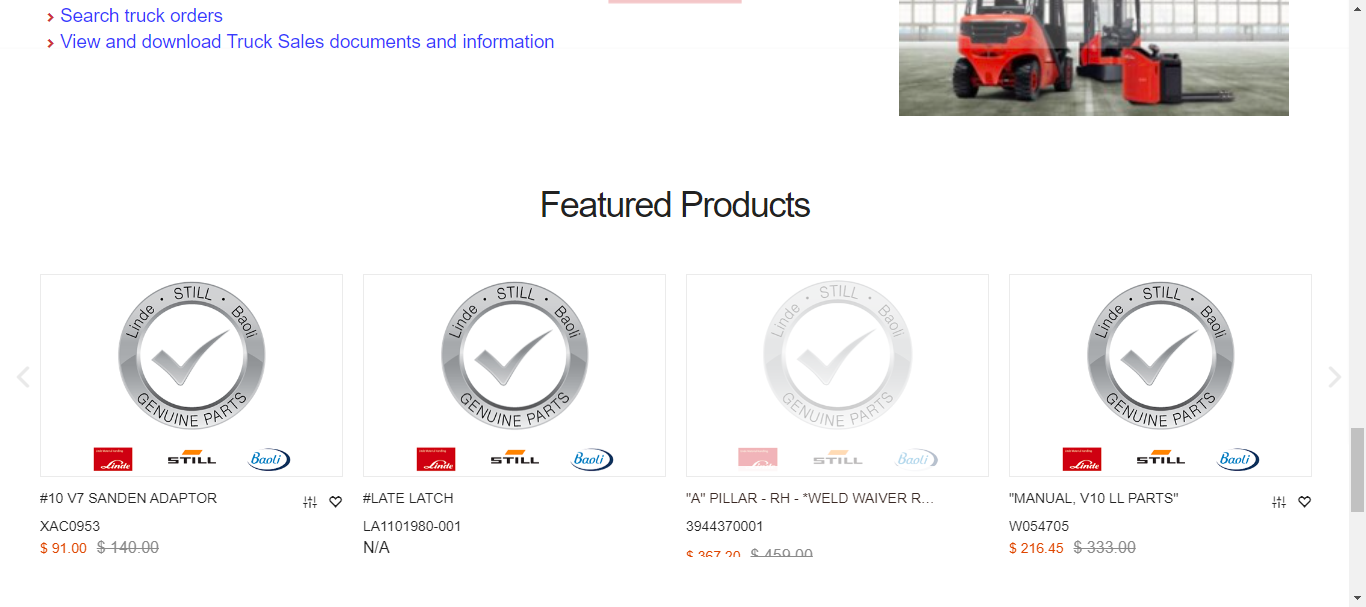 Search truck orders
View and download Truck Sales documents and information
Featured Products
Linde · STILL · Baoli
GENUINE PARTS
Linde STILL Baoli
Linde · STILL · Baoli
GENUINE PARTS
Linde STILL Baoli
Linde · STILL · Baoli
GENUINE PARTS
Linde STILL Baoli
Linde · STILL · Baoli
GENUINE PARTS
Linde STILL Baoli
#10 V7 SANDEN ADAPTOR
XAC0953
$ 91.00 $ 140.00
#LATE LATCH
LA1101980-001
N/A
"A" PILLAR - RH - *WELD WAIVER R...
3944370001
$ 367.20 $ 459.00
"MANUAL, V10 LL PARTS"
W054705
$ 216.45 $ 333.00